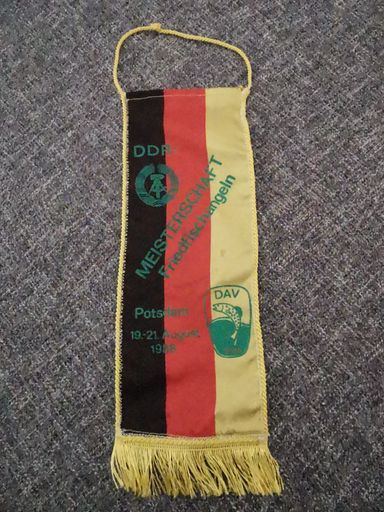 DDR
MEISTERSCHAFT
Friedfischangeln
DAV
Potsdam
19.-21. August
1988